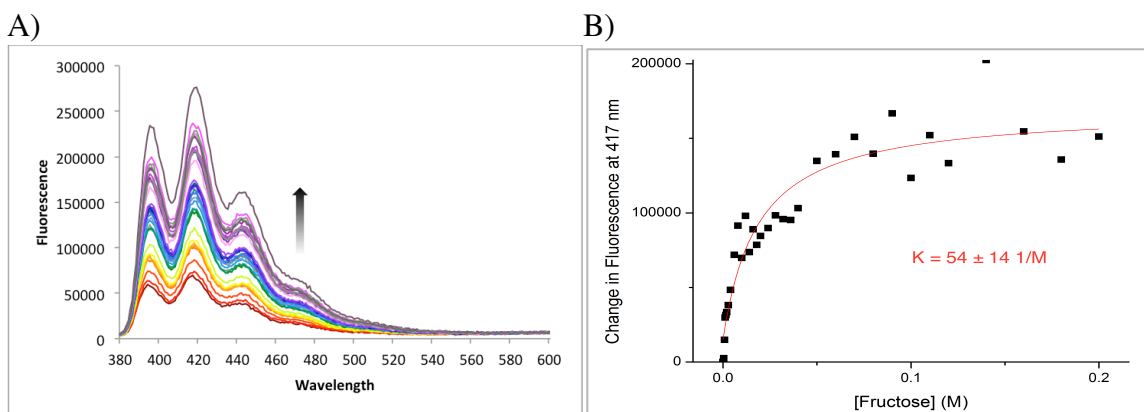 A)
B)
300000
250000
200000
150000
100000
50000
0
380 400 420 440 460 480 500 520 540 560 580 600
Fluorescence
Wavelength
200000
100000
0
0.0 0.1 0.2
Change in Fluorescence at 417 nm
[Fructose] (M)
K = 54 ± 14 1/M